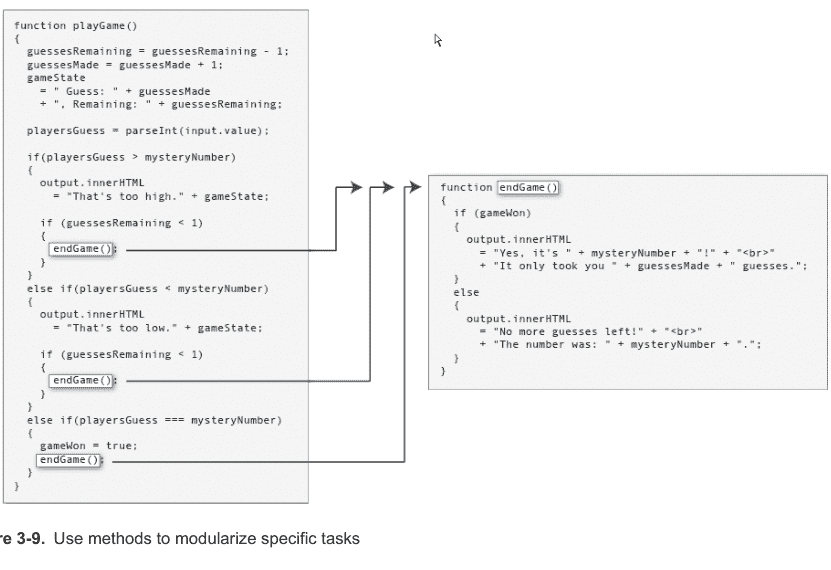 function playGame()
{
guessesRemaining = guessesRemaining - 1;
guessesMade = guessesMade + 1;
gameState
= " Guess: " + guessesMade
+ ", Remaining: " + guessesRemaining;
playersGuess = parseInt(input.value);
if(playersGuess > mysteryNumber)
{
output.innerHTML
= "That's too high." + gameState;
if (guessesRemaining < 1)
{
endGame();
}
}
else if(playersGuess < mysteryNumber)
{
output.innerHTML
= "That's too low." + gameState;
if (guessesRemaining < 1)
{
endGame();
}
}
else if(playersGuess === mysteryNumber)
{
gameWon = true;
endGame();
}
}
function endGame()
{
if (gameWon)
{
output.innerHTML
= "Yes, it's " + mysteryNumber + "!" + "<br>"
+ "It only took you " + guessesMade + " guesses.";
}
else
{
output.innerHTML
= "No more guesses left!" + "<br>"
+ "The number was: " + mysteryNumber + ".";
}
}
re 3-9. Use methods to modularize specific tasks